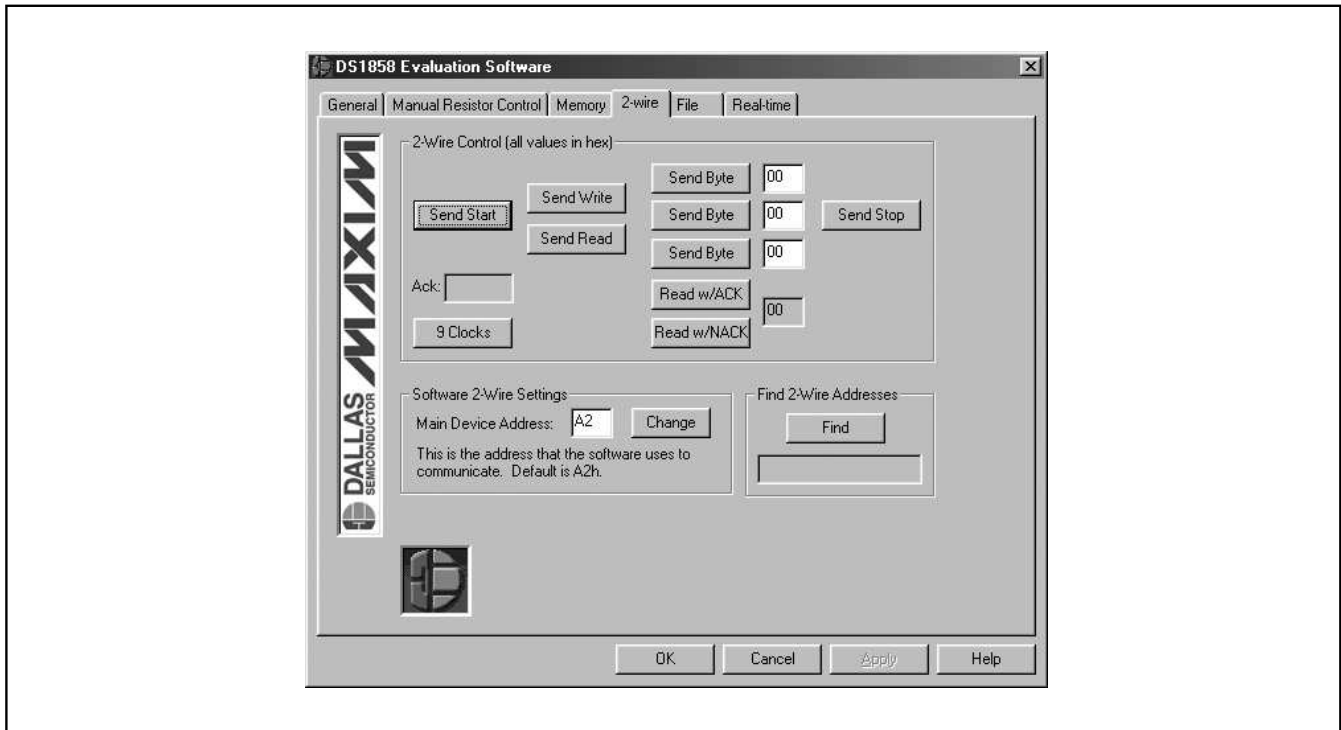 DS1858 Evaluation Software
General Manual Resistor Control Memory 2-wire File Real-time
DALLAS SEMICONDUCTOR MAXIM
2-Wire Control (all values in hex)
Send Start
Send Write
Send Read
Send Byte 00
Send Byte 00
Send Byte 00
Send Stop
Ack:
9 Clocks
Read w/ACK
Read w/NACK
00
Software 2-Wire Settings
Main Device Address: A2 Change
This is the address that the software uses to
communicate. Default is A2h.
Find 2-Wire Addresses
Find
OK Cancel Apply Help